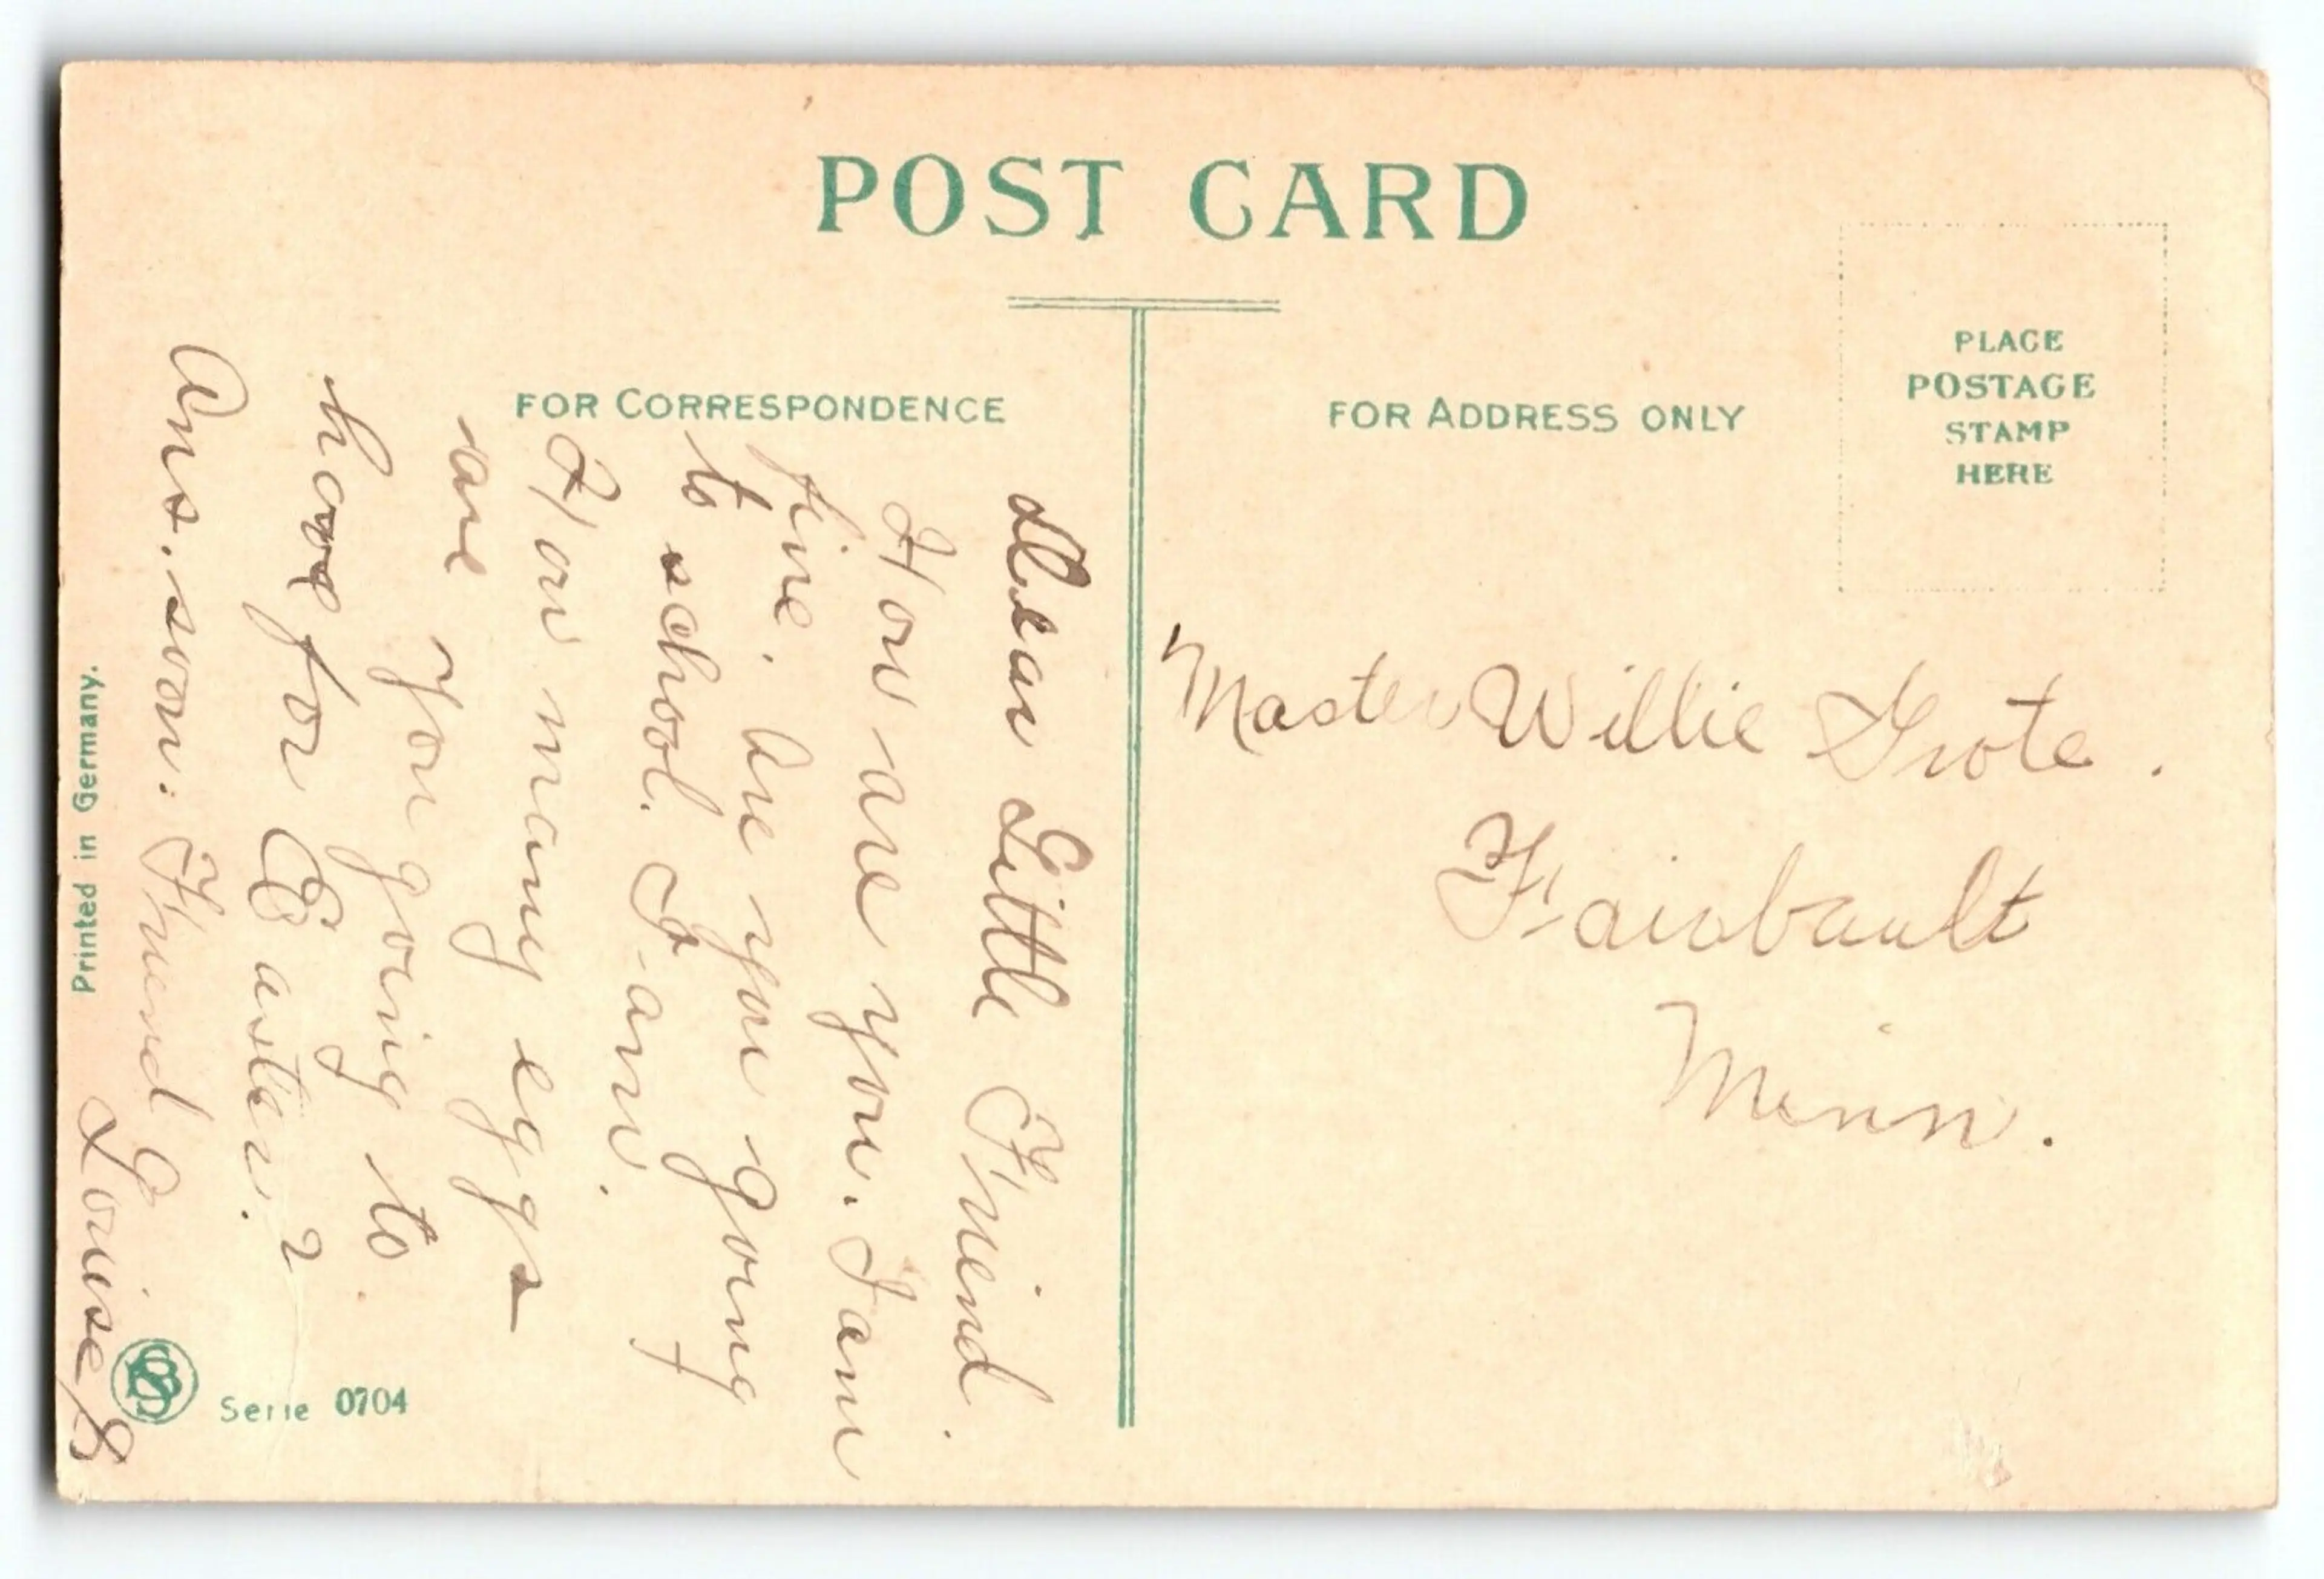 POST CARD
FOR CORRESPONDENCE
Dear Little Friend.
How are you. I am
fine. Are you going
to school. I am.
How many eggs
are you going to
have for Easter.?
Ans. soon. Friend
Louise B
FOR ADDRESS ONLY
PLACE
POSTAGE
STAMP
HERE
Master Willie Grote.
Fairbault
Minn.
Printed in Germany.
Serie 0704